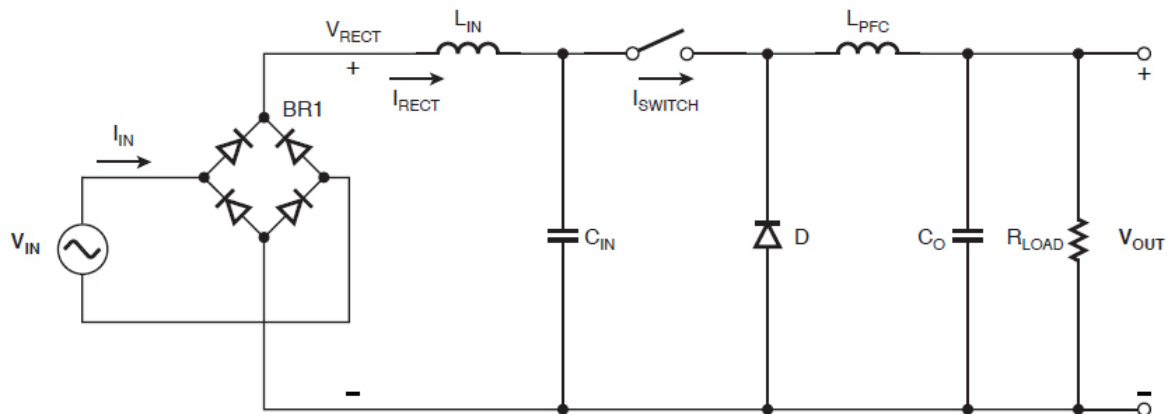 V_RECT
L_IN
L_PFC
+
I_RECT
I_SWITCH
+
BR1
I_IN
V_IN
C_IN
D
C_O
R_LOAD
V_OUT
-
-